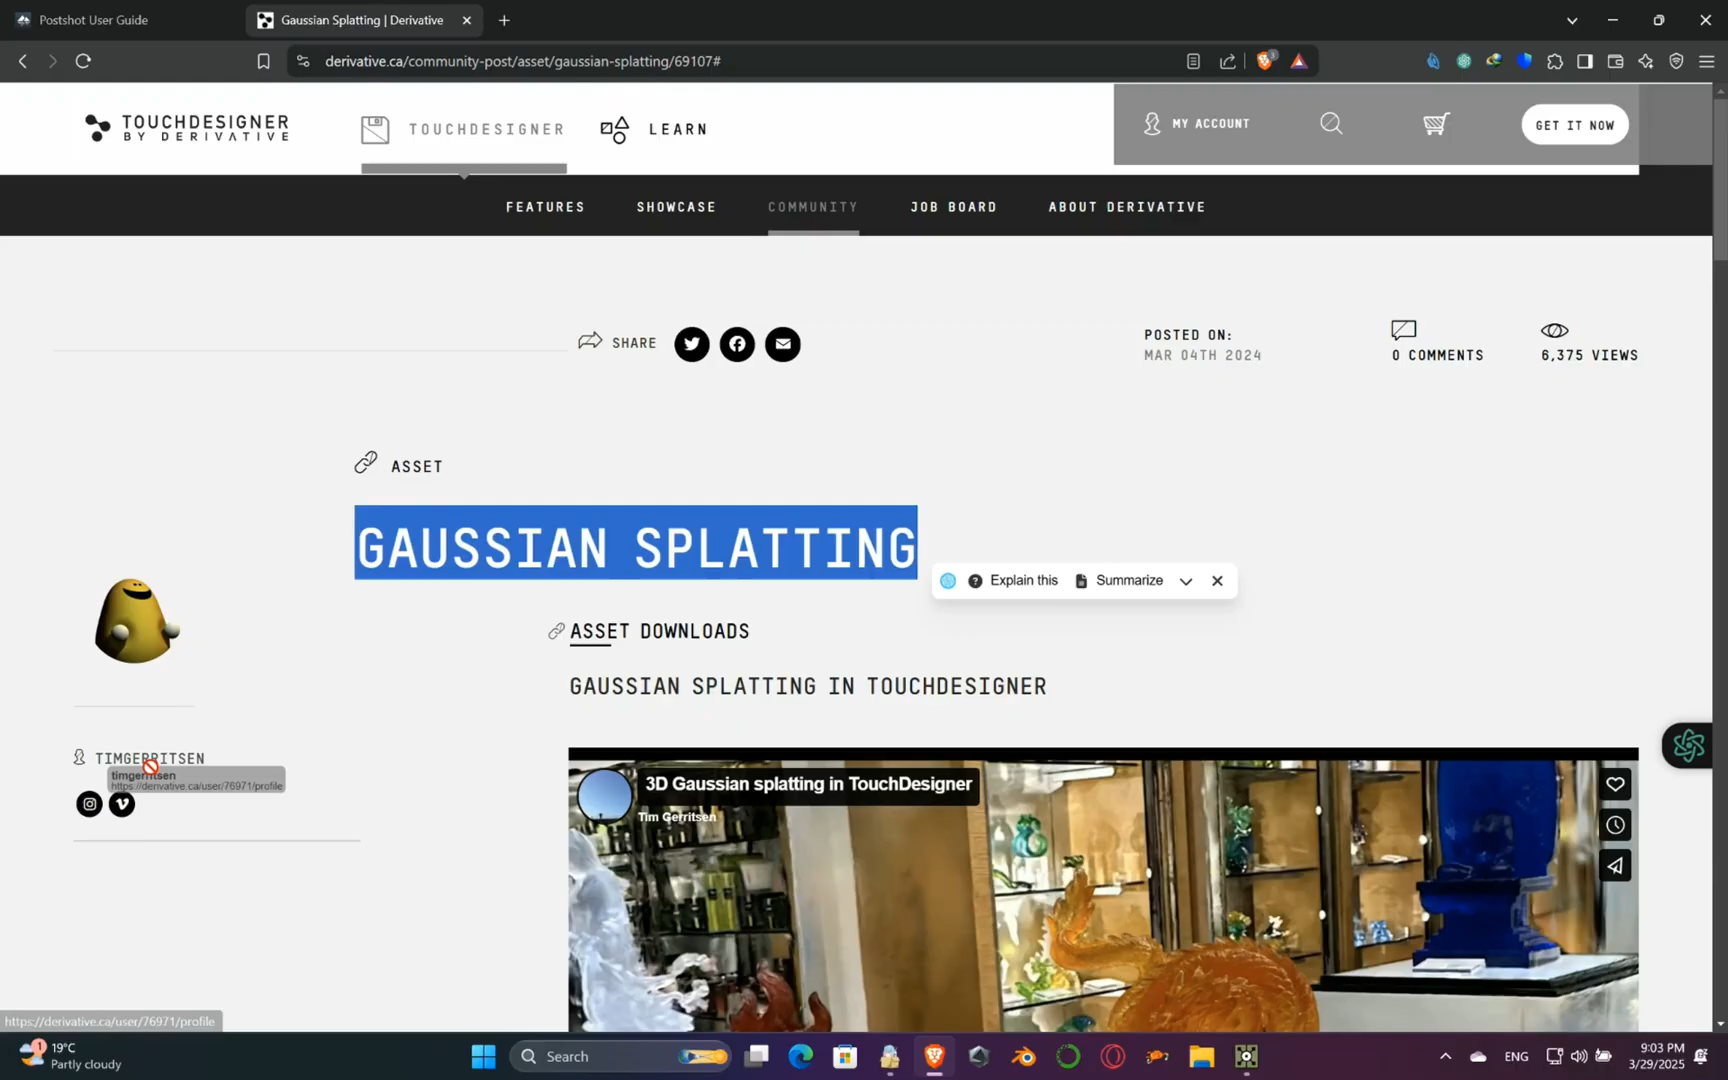 Postshot User Guide
Gaussian Splatting | Derivative
derivative.ca/community-post/asset/gaussian-splatting/69107#
3
TOUCHDESIGNER
BY DERIVATIVE
TOUCHDESIGNER
LEARN
MY ACCOUNT
GET IT NOW
FEATURES
SHOWCASE
COMMUNITY
JOB BOARD
ABOUT DERIVATIVE
SHARE
POSTED ON:
MAR 04TH 2024
0 COMMENTS
6,375 VIEWS
ASSET
GAUSSIAN SPLATTING
Explain this
Summarize
ASSET DOWNLOADS
GAUSSIAN SPLATTING IN TOUCHDESIGNER
TIMGERRITSEN
timgerritsen
https://derivative.ca/user/76971/profile
3D Gaussian splatting in TouchDesigner
Tim Gerritsen
https://derivative.ca/user/76971/profile
1
19°C
Partly cloudy
Search
ENG
9:03 PM
3/29/2025